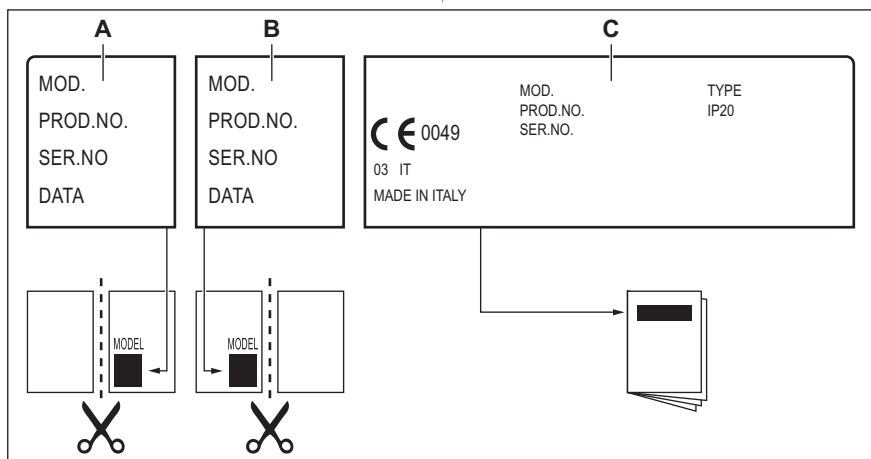 A
B
C
MOD.
PROD.NO.
SER.NO
DATA
MOD.
PROD.NO.
SER.NO
DATA
MOD.
PROD.NO.
SER.NO.
TYPE
IP20
CE 0049
03 IT
MADE IN ITALY
MODEL
MODEL